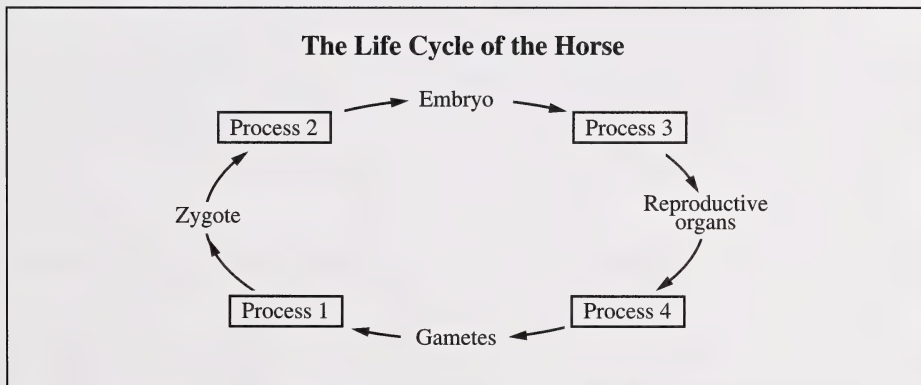 The Life Cycle of the Horse
Embryo
Process 2
Process 3
Zygote
Reproductive
organs
Process 1
Process 4
Gametes